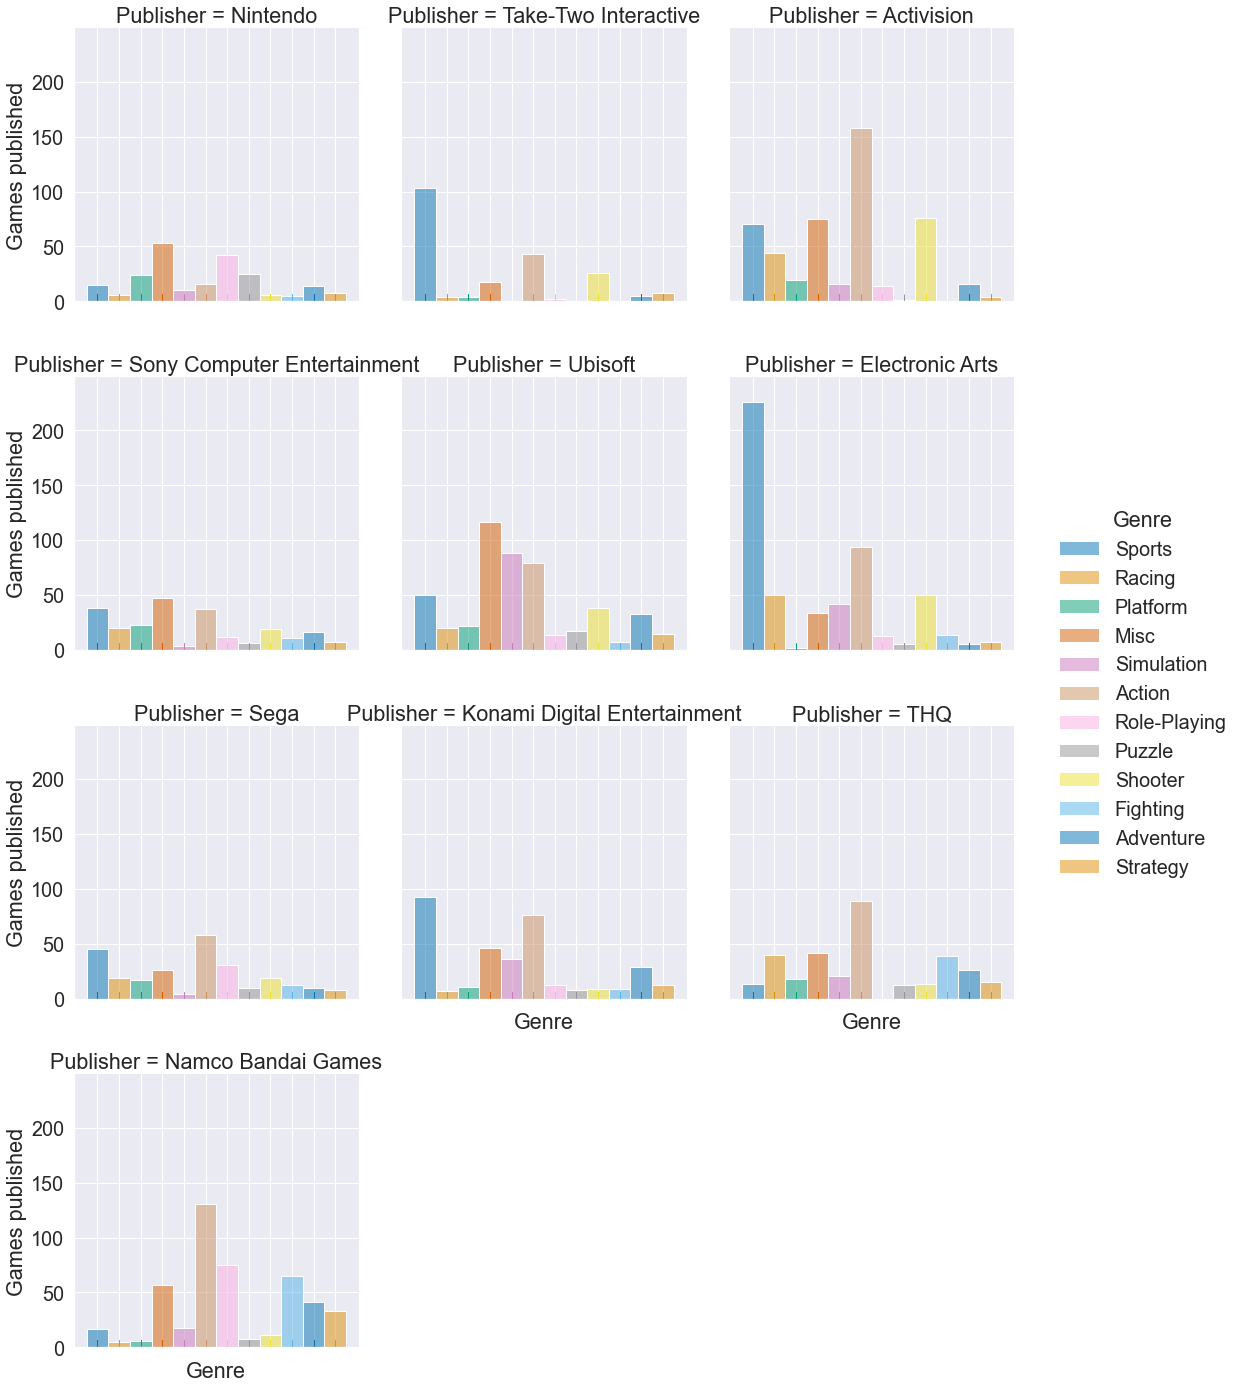 Publisher = Nintendo
Publisher = Take-Two Interactive
Publisher = Activision
Games published
200
150
100
50
0
Publisher = Sony Computer Entertainment
Publisher = Ubisoft
Publisher = Electronic Arts
Games published
200
150
100
50
0
Genre
Sports
Racing
Platform
Misc
Simulation
Action
Role-Playing
Puzzle
Shooter
Fighting
Adventure
Strategy
Publisher = Sega
Publisher = Konami Digital Entertainment
Publisher = THQ
Games published
200
150
100
50
0
Genre
Genre
Publisher = Namco Bandai Games
Games published
200
150
100
50
0
Genre